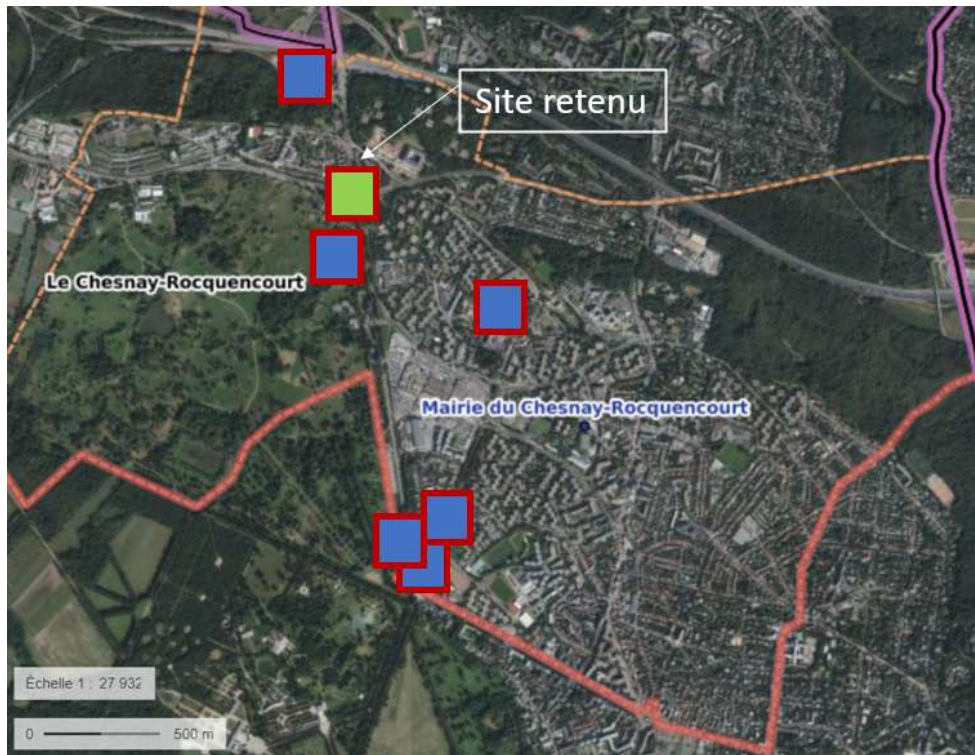 Site retenu
Le Chesnay-Rocquencourt
Mairie du Chesnay-Rocquencourt
Échelle 1 : 27 932
0 500 m